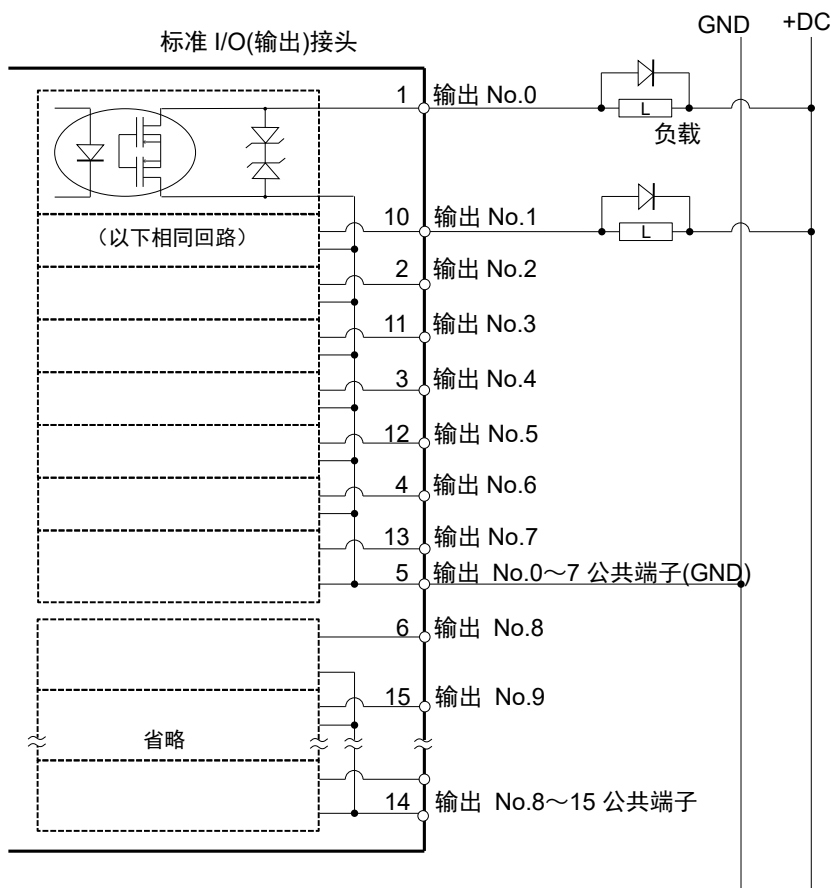 GND +DC
标准 I/O(输出)接头
1 输出 No.0
L
负载
10 输出 No.1
L
(以下相同回路)
2 输出 No.2
11 输出 No.3
3 输出 No.4
12 输出 No.5
4 输出 No.6
13 输出 No.7
5 输出 No.0～7 公共端子(GND)
6 输出 No.8
15 输出 No.9
省略
14 输出 No.8～15 公共端子